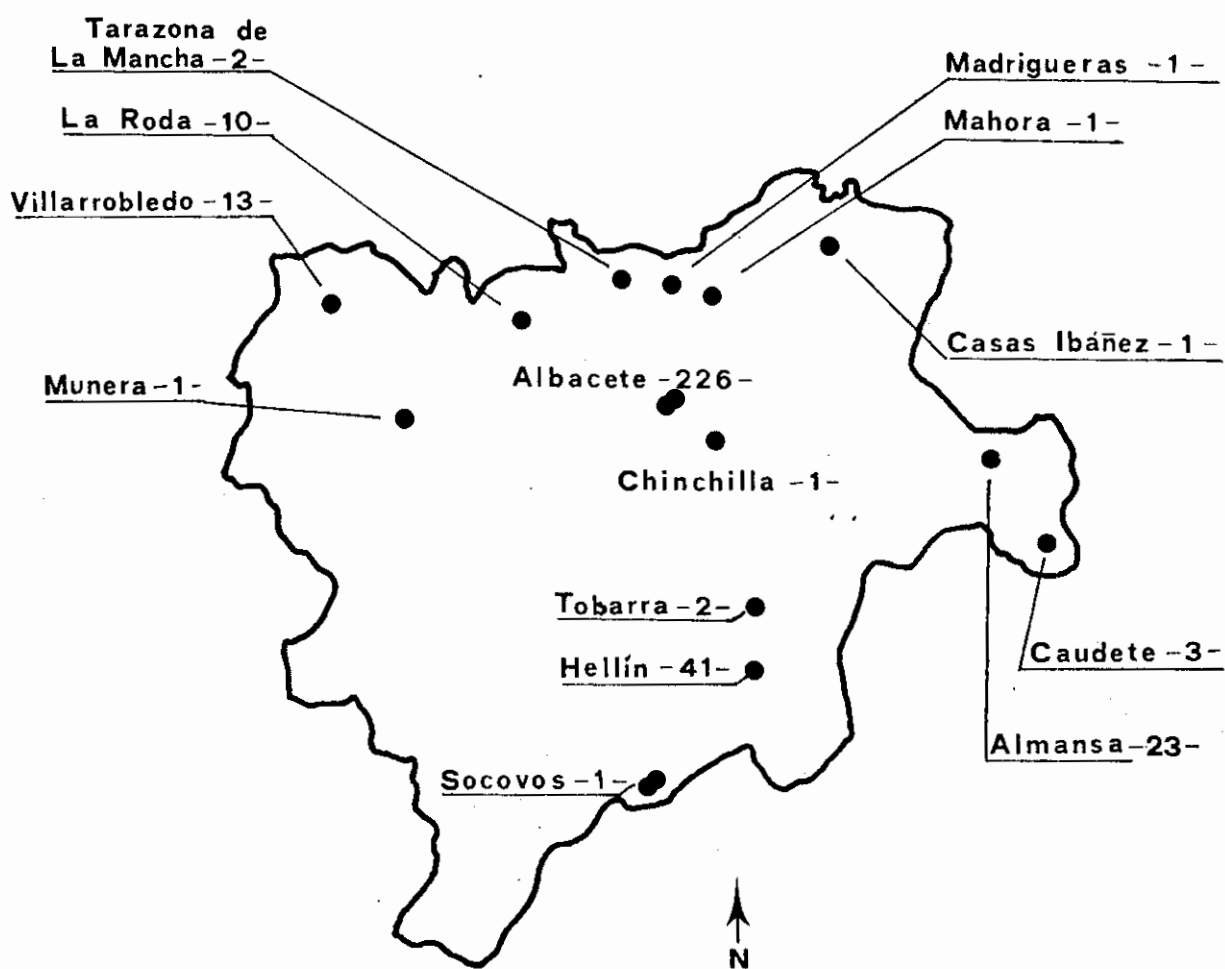 Tarazona de
La Mancha -2-
Madrigueras -1-
La Roda -10-
Mahora -1-
Villarrobledo -13-
Casas Ibáñez -1-
Munera -1-
Albacete -226-
Chinchilla -1-
Tobarra -2-
Hellín -41-
Caudete -3-
Almansa -23-
Socovos -1-
N